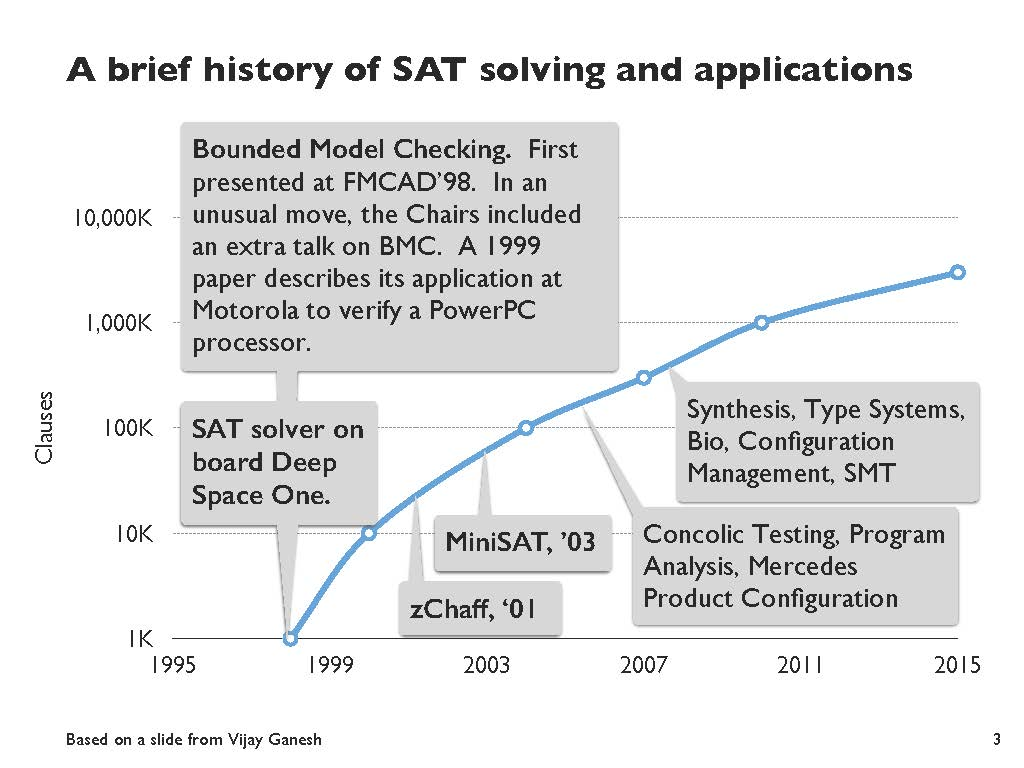 A brief history of SAT solving and applications
Bounded Model Checking. First
presented at FMCAD’98. In an
unusual move, the Chairs included
an extra talk on BMC. A 1999
paper describes its application at
Motorola to verify a PowerPC
processor.
10,000K
1,000K
100K
10K
1K
Clauses
SAT solver on
board Deep
Space One.
Synthesis, Type Systems,
Bio, Configuration
Management, SMT
MiniSAT, ’03
Concolic Testing, Program
Analysis, Mercedes
Product Configuration
zChaff, ‘01
1995 1999 2003 2007 2011 2015
Based on a slide from Vijay Ganesh
3